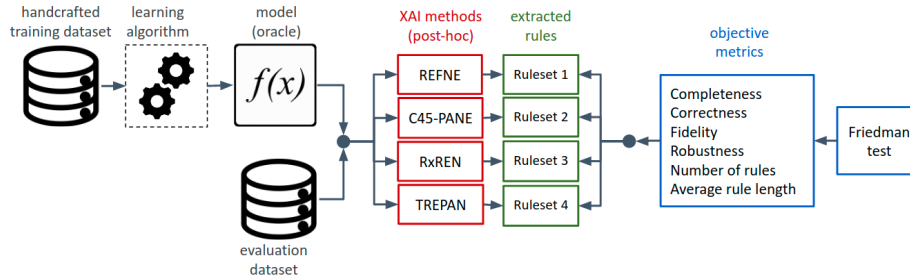 handcrafted
training dataset
learning
algorithm
model
(oracle)
f(x)
evaluation
dataset
XAI methods
(post-hoc)
REFNE
C45-PANE
RxREN
TREPAN
extracted
rules
Ruleset 1
Ruleset 2
Ruleset 3
Ruleset 4
objective
metrics
Completeness
Correctness
Fidelity
Robustness
Number of rules
Average rule length
Friedman
test